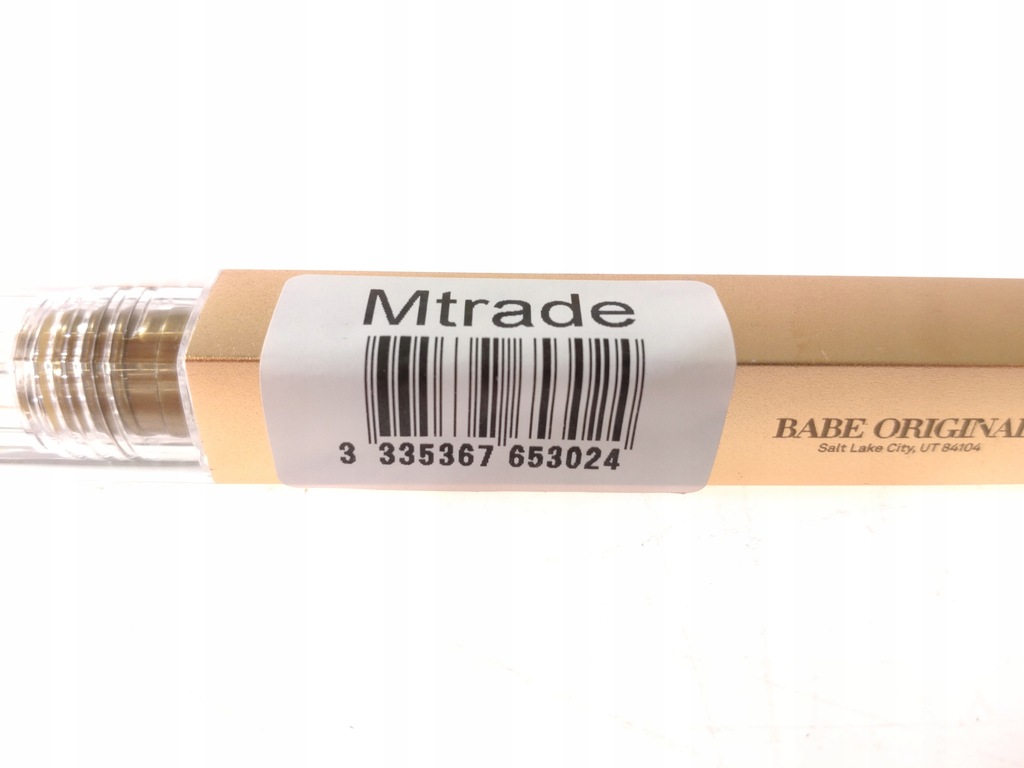 Mtrade
3 335367 653024
BABE ORIGINAL
Salt Lake City, UT 84104